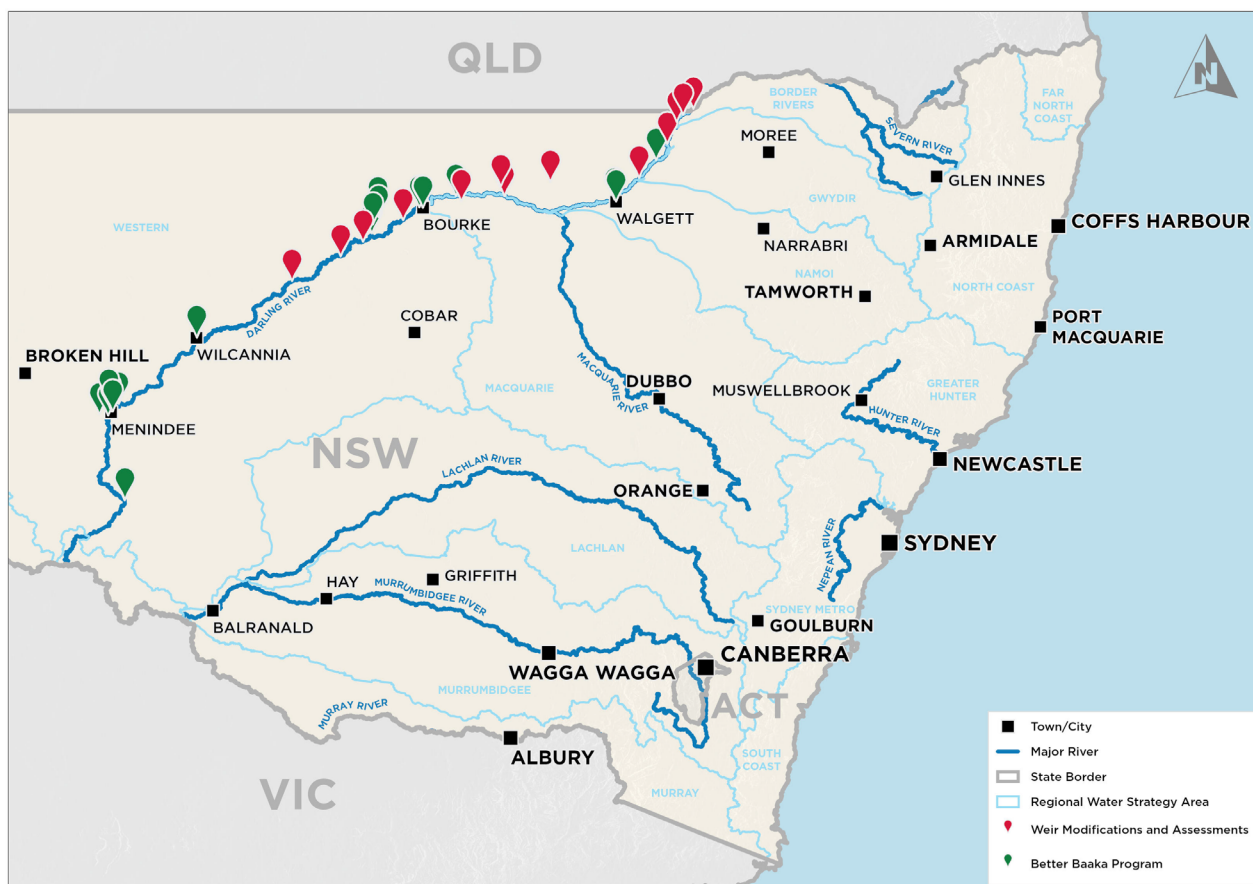 QLD
N
BORDER
RIVERS
FAR
NORTH
COAST
SEVERN RIVER
MOREE
GLEN INNES
GWYDIR
WALGETT
BOURKE
WESTERN
COFFS HARBOUR
NARRABRI
ARMIDALE
NAMOI
TAMWORTH
NORTH COAST
DARLING RIVER
COBAR
WILCANNIA
PORT
MACQUARIE
BROKEN HILL
MACQUARIE
MACQUARIE
RIVER
DUBBO
MUSWELLBROOK
GREATER
HUNTER
HUNTER RIVER
MENINDEE
NSW
NEWCASTLE
LACHLAN RIVER
ORANGE
SYDNEY
NEPEAN RIVER
LACHLAN
HAY
GRIFFITH
MURRUMBIDGEE RIVER
BALRANALD
SYDNEY METRO
GOULBURN
CANBERRA
WAGGA WAGGA
MURRUMBIDGEE
ACT
MURRAY RIVER
ALBURY
SOUTH
COAST
VIC
MURRAY
Town/City
Major River
State Border
Regional Water Strategy Area
Weir Modifications and Assessments
Better Baaka Program